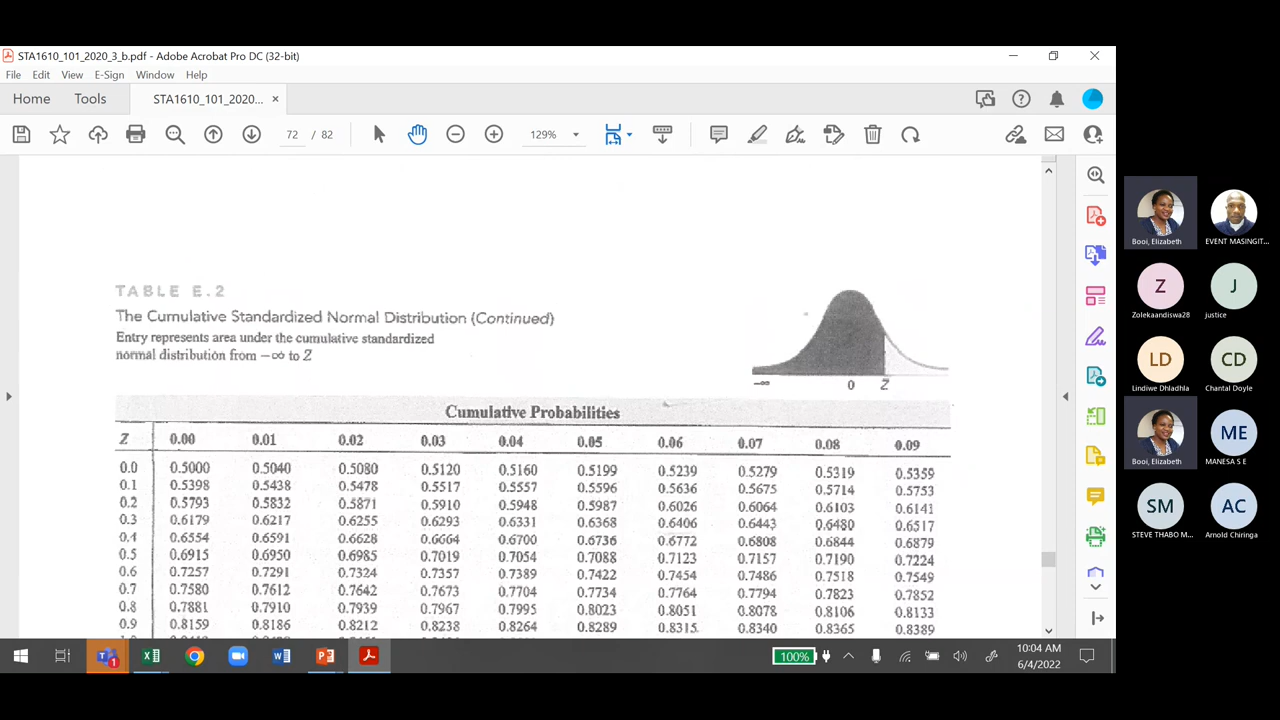 STA1610_101_2020_3_b.pdf - Adobe Acrobat Pro DC (32-bit)
File Edit View E-Sign Window Help
Home Tools STA1610_101_2020... ×
72 / 82 129%
TABLE E.2
The Cumulative Standardized Normal Distribution (Continued)
Entry represents area under the cumulative standardized
normal distribution from −∞ to Z
−∞ 0 Z
Cumulative Probabilities
Z 0.00 0.01 0.02 0.03 0.04 0.05 0.06 0.07 0.08 0.09
0.0 0.5000 0.5040 0.5080 0.5120 0.5160 0.5199 0.5239 0.5279 0.5319 0.5359
0.1 0.5398 0.5438 0.5478 0.5517 0.5557 0.5596 0.5636 0.5675 0.5714 0.5753
0.2 0.5793 0.5832 0.5871 0.5910 0.5948 0.5987 0.6026 0.6064 0.6103 0.6141
0.3 0.6179 0.6217 0.6255 0.6293 0.6331 0.6368 0.6406 0.6443 0.6480 0.6517
0.4 0.6554 0.6591 0.6628 0.6664 0.6700 0.6736 0.6772 0.6808 0.6844 0.6879
0.5 0.6915 0.6950 0.6985 0.7019 0.7054 0.7088 0.7123 0.7157 0.7190 0.7224
0.6 0.7257 0.7291 0.7324 0.7357 0.7389 0.7422 0.7454 0.7486 0.7518 0.7549
0.7 0.7580 0.7612 0.7642 0.7673 0.7704 0.7734 0.7764 0.7794 0.7823 0.7852
0.8 0.7881 0.7910 0.7939 0.7967 0.7995 0.8023 0.8051 0.8078 0.8106 0.8133
0.9 0.8159 0.8186 0.8212 0.8238 0.8264 0.8289 0.8315 0.8340 0.8365 0.8389
100%
10:04 AM
6/4/2022
Booi, Elizabeth
EVENT MASINGIT...
Z
Zolekaandiswa28
J
justice
LD
Lindiwe Dhladhla
CD
Chantal Doyle
Booi, Elizabeth
ME
MANESA S E
SM
STEVE THABO M...
AC
Arnold Chiringa